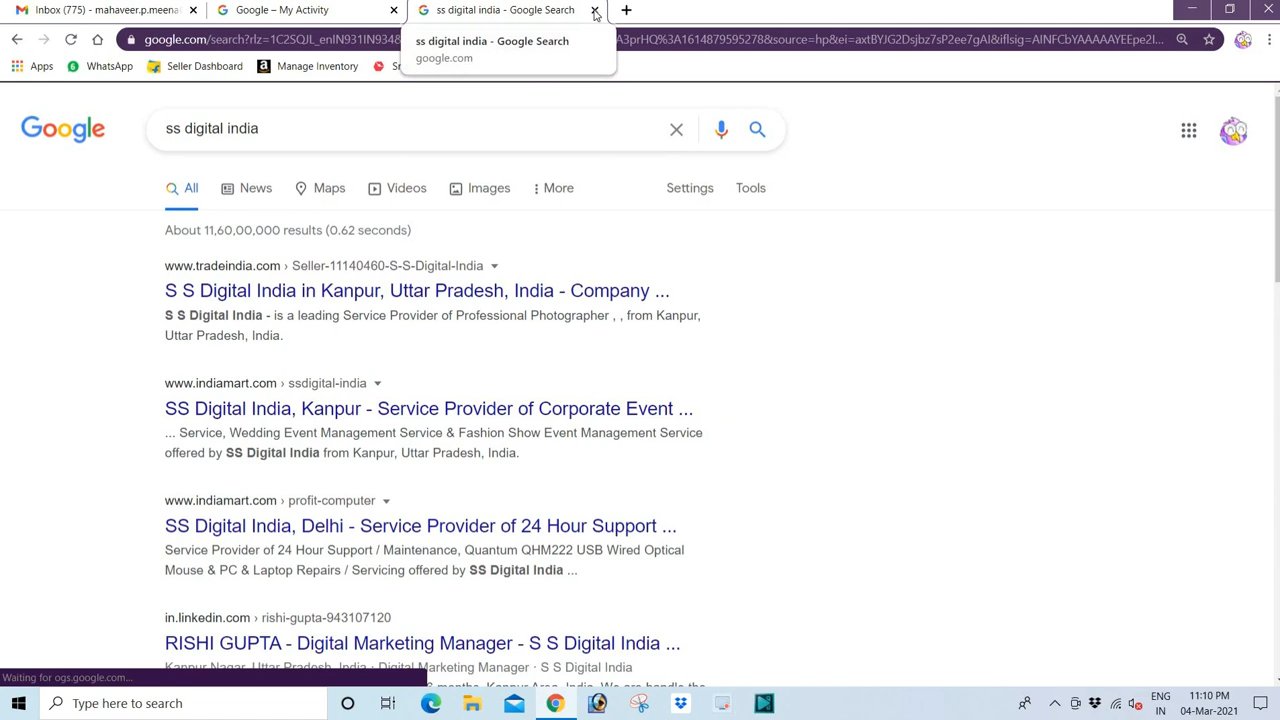 Inbox (775) - mahaveer.p.meena
Google – My Activity
ss digital india - Google Search
ss digital india - Google Search
google.com
google.com/search?rlz=1C2SQJL_enIN931IN934&
A3prHQ%3A1614879595278&source=hp&ei=axtBYJG2Dsjbz7sP2ee7gAI&iflsig=AINFCbYAAAAAYEEpe2I...
Apps
WhatsApp
Seller Dashboard
Manage Inventory
Google
ss digital india
All
News
Maps
Videos
Images
More
Settings
Tools
About 11,60,00,000 results (0.62 seconds)
www.tradeindia.com › Seller-11140460-S-S-Digital-India
S S Digital India in Kanpur, Uttar Pradesh, India - Company ...
S S Digital India - is a leading Service Provider of Professional Photographer , , from Kanpur,
Uttar Pradesh, India.
www.indiamart.com › ssdigital-india
SS Digital India, Kanpur - Service Provider of Corporate Event ...
... Service, Wedding Event Management Service & Fashion Show Event Management Service
offered by SS Digital India from Kanpur, Uttar Pradesh, India.
www.indiamart.com › profit-computer
SS Digital India, Delhi - Service Provider of 24 Hour Support ...
Service Provider of 24 Hour Support / Maintenance, Quantum QHM222 USB Wired Optical
Mouse & PC & Laptop Repairs / Servicing offered by SS Digital India ...
in.linkedin.com › rishi-gupta-943107120
RISHI GUPTA - Digital Marketing Manager - S S Digital India ...
Kanpur Nagar, Uttar Pradesh, India · Digital Marketing Manager · S S Digital India
Waiting for ogs.google.com...
Type here to search
ENG
IN
11:10 PM
04-Mar-2021